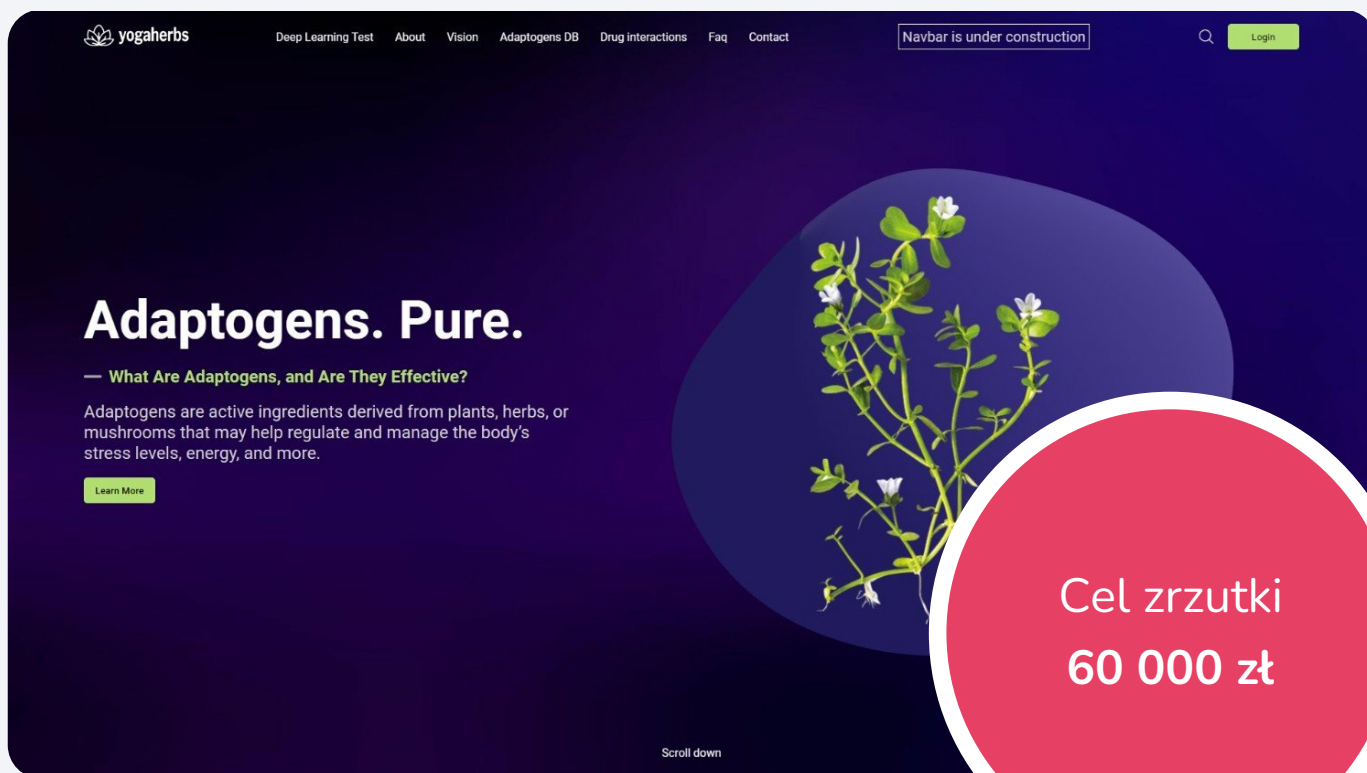 yogaherbs
Deep Learning Test About Vision Adaptogens DB Drug interactions Faq Contact
Navbar is under construction
Login
Adaptogens. Pure.
— What Are Adaptogens, and Are They Effective?
Adaptogens are active ingredients derived from plants, herbs, or
mushrooms that may help regulate and manage the body's
stress levels, energy, and more.
Learn More
Cel zrzutki
60 000 zł
Scroll down